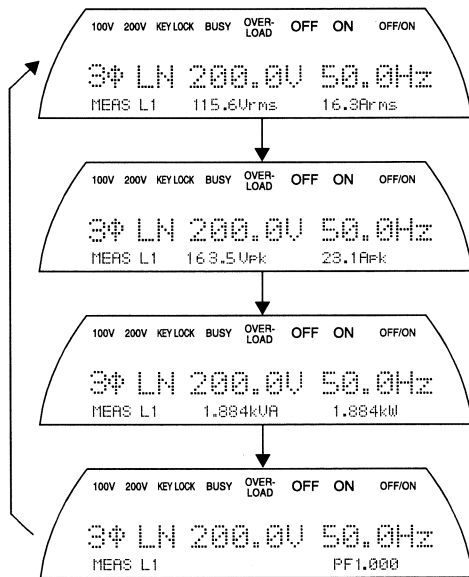 100V 200V KEY LOCK BUSY OVER-LOAD OFF ON OFF/ON
3Φ LN 200.0V 50.0Hz
MEAS L1 115.6Vrms 16.3Arms
100V 200V KEY LOCK BUSY OVER-LOAD OFF ON OFF/ON
3Φ LN 200.0V 50.0Hz
MEAS L1 163.5Vpk 23.1Apk
100V 200V KEY LOCK BUSY OVER-LOAD OFF ON OFF/ON
3Φ LN 200.0V 50.0Hz
MEAS L1 1.884kVA 1.884kW
100V 200V KEY LOCK BUSY OVER-LOAD OFF ON OFF/ON
3Φ LN 200.0V 50.0Hz
MEAS L1 PF1.000